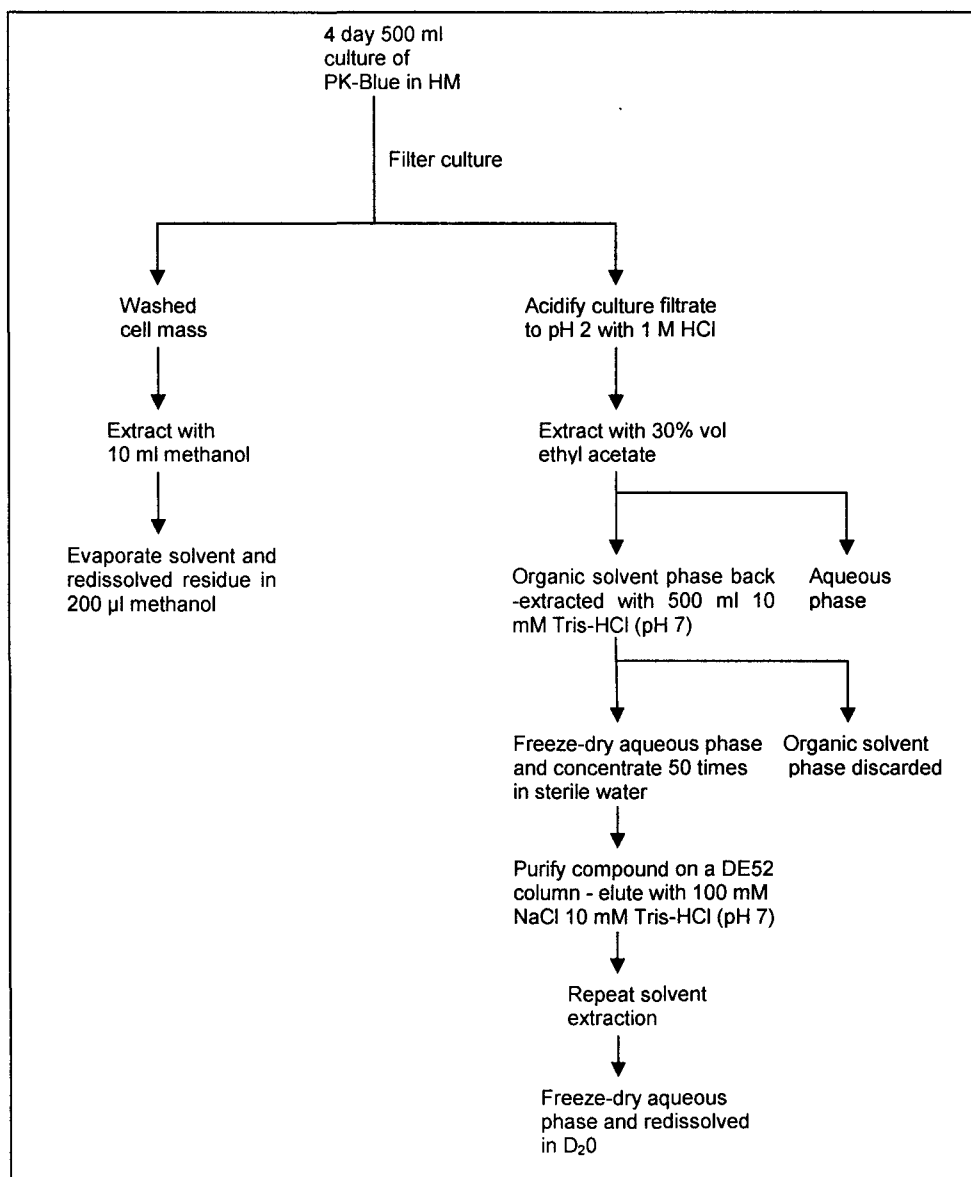 4 day 500 ml
culture of
PK-Blue in HM
Filter culture
Washed
cell mass
Extract with
10 ml methanol
Evaporate solvent and
redissolved residue in
200 µl methanol
Acidify culture filtrate
to pH 2 with 1 M HCl
Extract with 30% vol
ethyl acetate
Organic solvent phase back
-extracted with 500 ml 10
mM Tris-HCl (pH 7)
Aqueous
phase
Freeze-dry aqueous phase
and concentrate 50 times
in sterile water
Organic solvent
phase discarded
Purify compound on a DE52
column - elute with 100 mM
NaCl 10 mM Tris-HCl (pH 7)
Repeat solvent
extraction
Freeze-dry aqueous
phase and redissolved
in D₂0